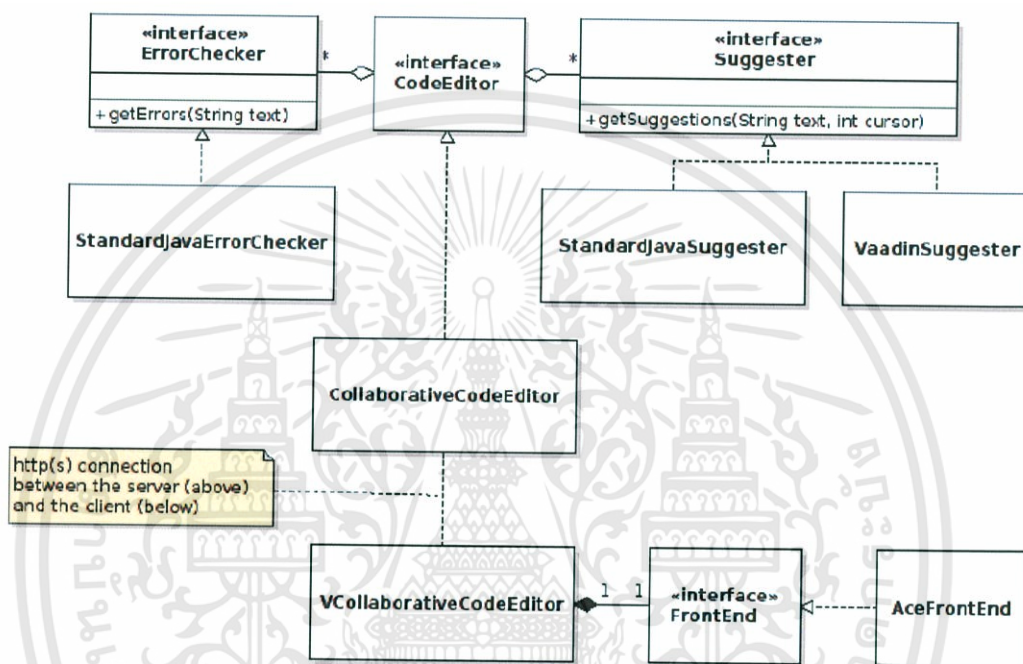 «interface»
ErrorChecker
+getErrors(String text)
*
«interface»
CodeEditor
*
«interface»
Suggester
+getSuggestions(String text, int cursor)
StandardJavaErrorChecker
StandardJavaSuggester
VaadinSuggester
CollaborativeCodeEditor
http(s) connection
between the server (above)
and the client (below)
VCollaborativeCodeEditor
1
1
«interface»
FrontEnd
AceFrontEnd